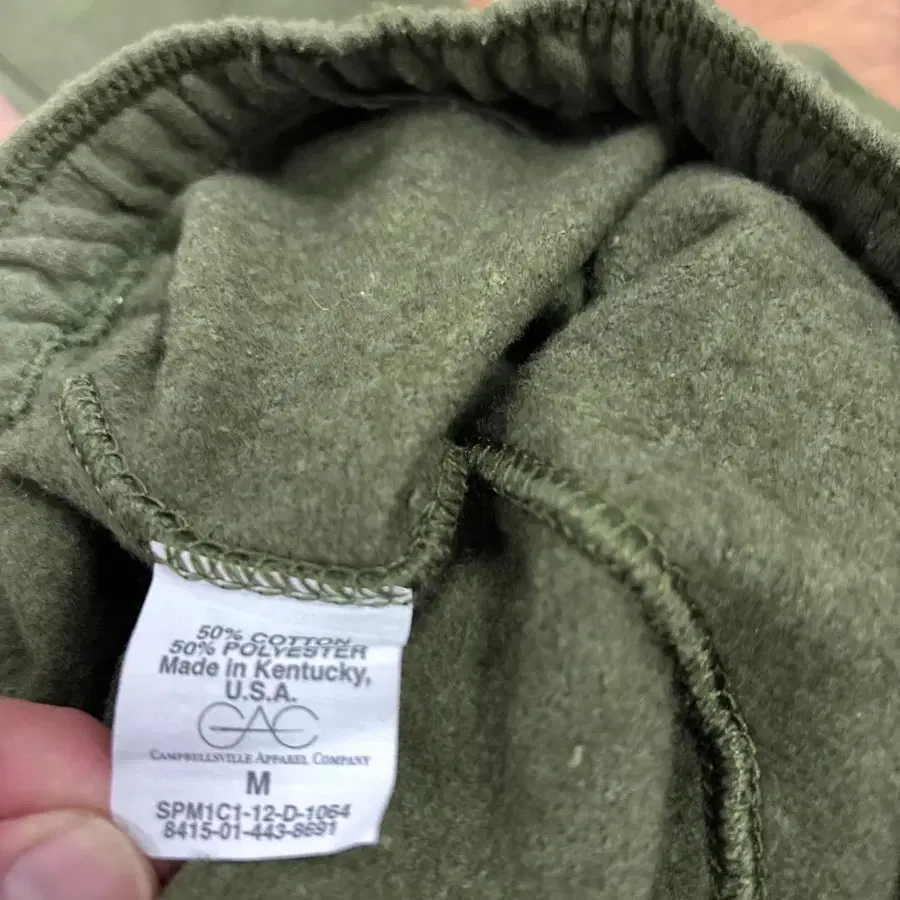 50% COTTON
50% POLYESTER
Made in Kentucky,
U.S.A.
CAC
CAMPBELLSVILLE APPAREL COMPANY
M
SPM1C1-12-D-1064
8415-01-443-8691